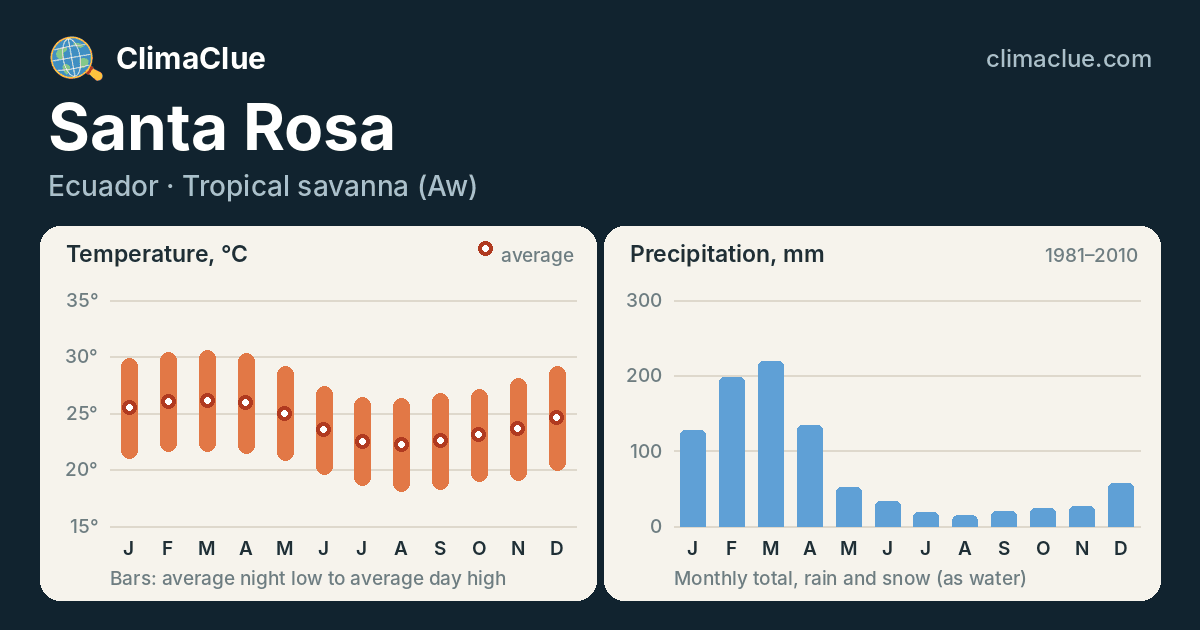 ClimaClue
climaclue.com
Santa Rosa
Ecuador · Tropical savanna (Aw)
Temperature, °C
average
35°
30°
25°
20°
15°
J F M A M J J A S O N D
Bars: average night low to average day high
Precipitation, mm
1981–2010
300
200
100
0
J F M A M J J A S O N D
Monthly total, rain and snow (as water)